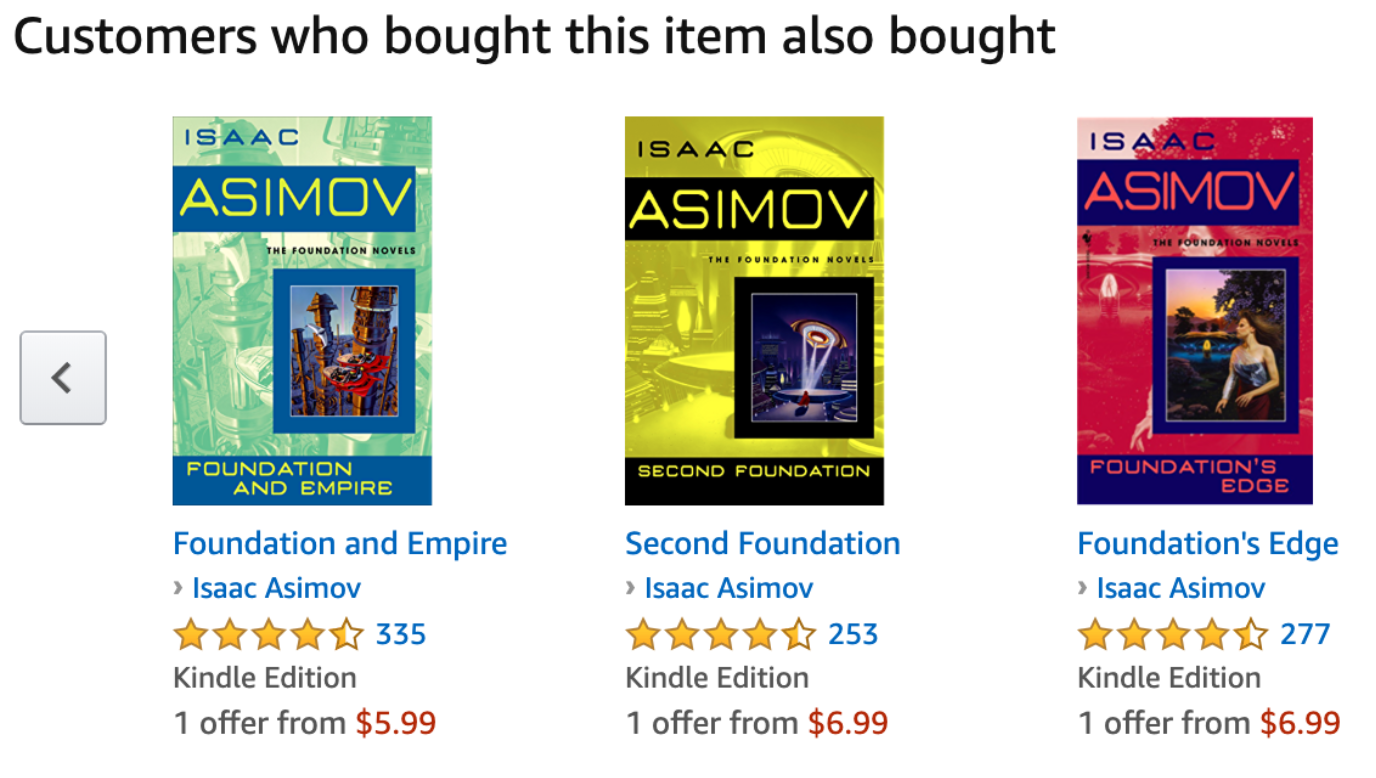 Customers who bought this item also bought
ISAAC
ASIMOV
THE FOUNDATION NOVELS
FOUNDATION
AND EMPIRE
Foundation and Empire
› Isaac Asimov
335
Kindle Edition
1 offer from $5.99
ISAAC
ASIMOV
THE FOUNDATION NOVELS
SECOND FOUNDATION
Second Foundation
› Isaac Asimov
253
Kindle Edition
1 offer from $6.99
ISAAC
ASIMOV
THE FOUNDATION NOVELS
FOUNDATION'S
EDGE
Foundation's Edge
› Isaac Asimov
277
Kindle Edition
1 offer from $6.99